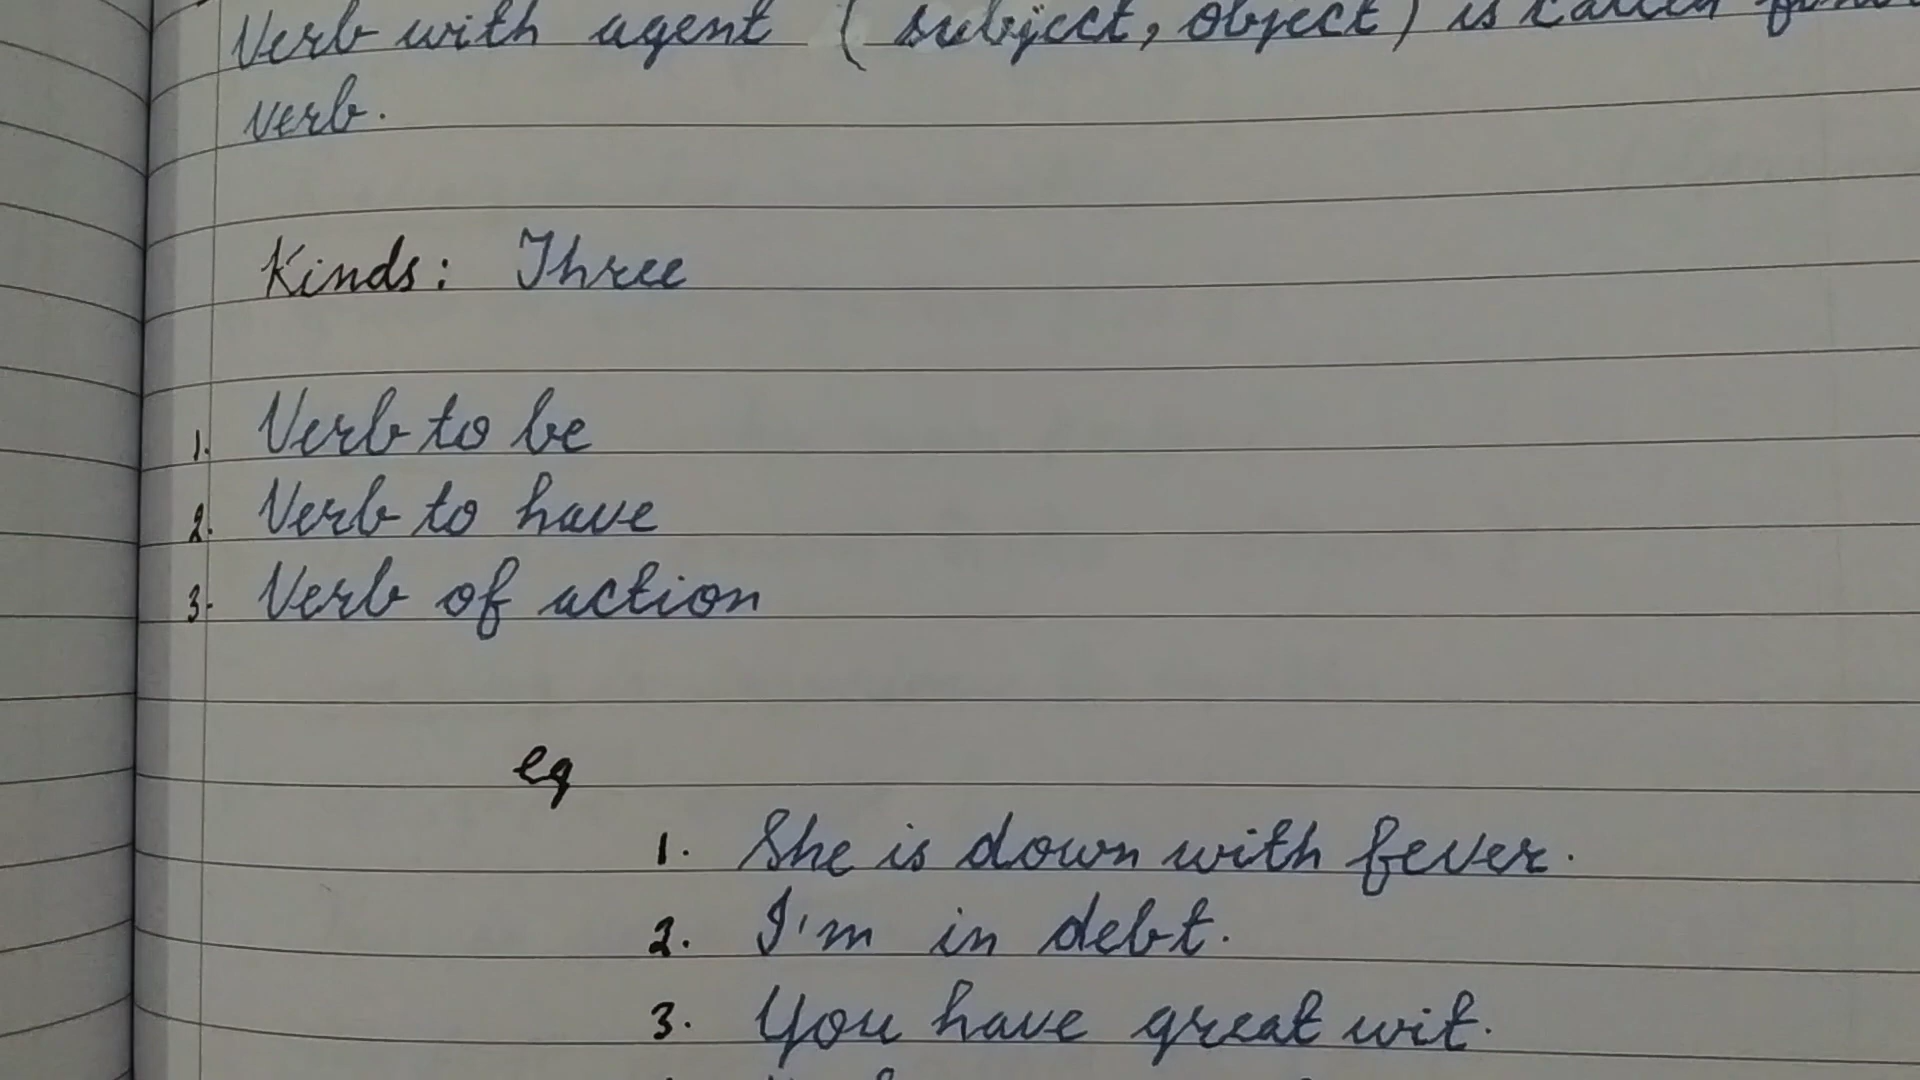 Verb with agent (subject, object) is called
verb.
Kinds: Three
1. Verb to be
2. Verb to have
3. Verb of action
eg
1. She is down with fever.
2. I'm in debt.
3. You have great wit.